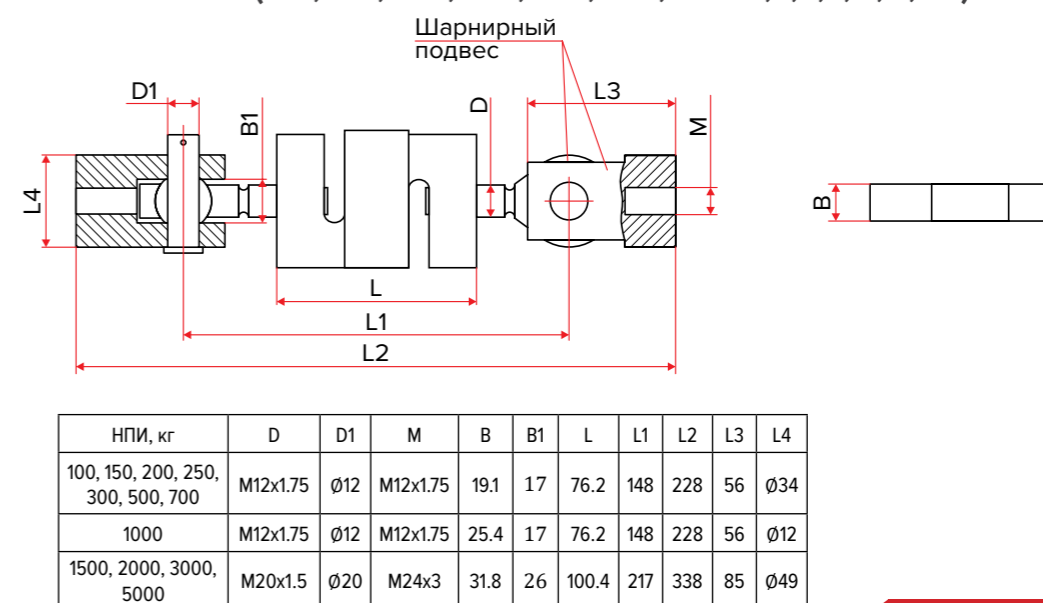 Шарнирный
подвес
D1
B1
D
L3
M
L4
B
L
L1
L2
НПИ, кг D D1 M B B1 L L1 L2 L3 L4
100, 150, 200, 250,
300, 500, 700 M12x1.75 Ø12 M12x1.75 19.1 17 76.2 148 228 56 Ø34
1000 M12x1.75 Ø12 M12x1.75 25.4 17 76.2 148 228 56 Ø12
1500, 2000, 3000,
5000 M20x1.5 Ø20 M24x3 31.8 26 100.4 217 338 85 Ø49